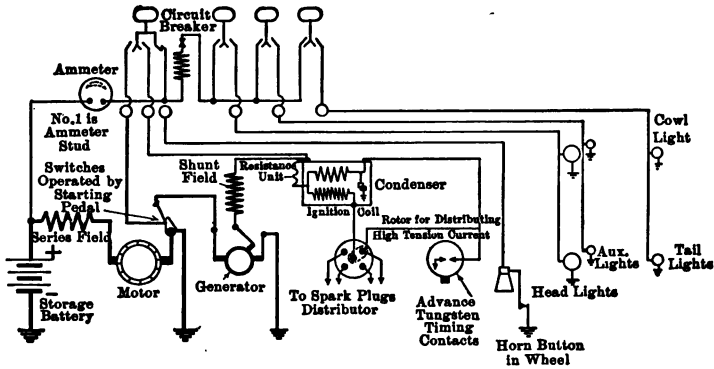 Circuit
Breaker
Ammeter
No.1 is
Ammeter
Stud
Switches
Operated by
Starting
Pedal
Series Field
Storage
Battery
Motor
Shunt
Field
Generator
Resistance
Unit
Condenser
Ignition Coil
Rotor for Distributing
High Tension Current
To Spark Plugs
Distributor
Advance
Tungsten
Timing
Contacts
Horn Button
in Wheel
Head Lights
Aux.
Lights
Cowl
Light
Tail
Lights